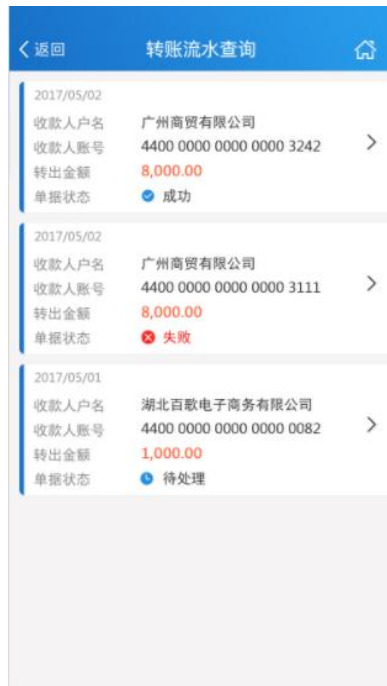 返回 转账流水查询
2017/05/02
收款人户名 广州商贸有限公司
收款人账号 4400 0000 0000 0000 3242
转出金额 8,000.00
单据状态 成功
2017/05/02
收款人户名 广州商贸有限公司
收款人账号 4400 0000 0000 0000 3111
转出金额 8,000.00
单据状态 失败
2017/05/01
收款人户名 湖北百歌电子商务有限公司
收款人账号 4400 0000 0000 0000 0082
转出金额 1,000.00
单据状态 待处理